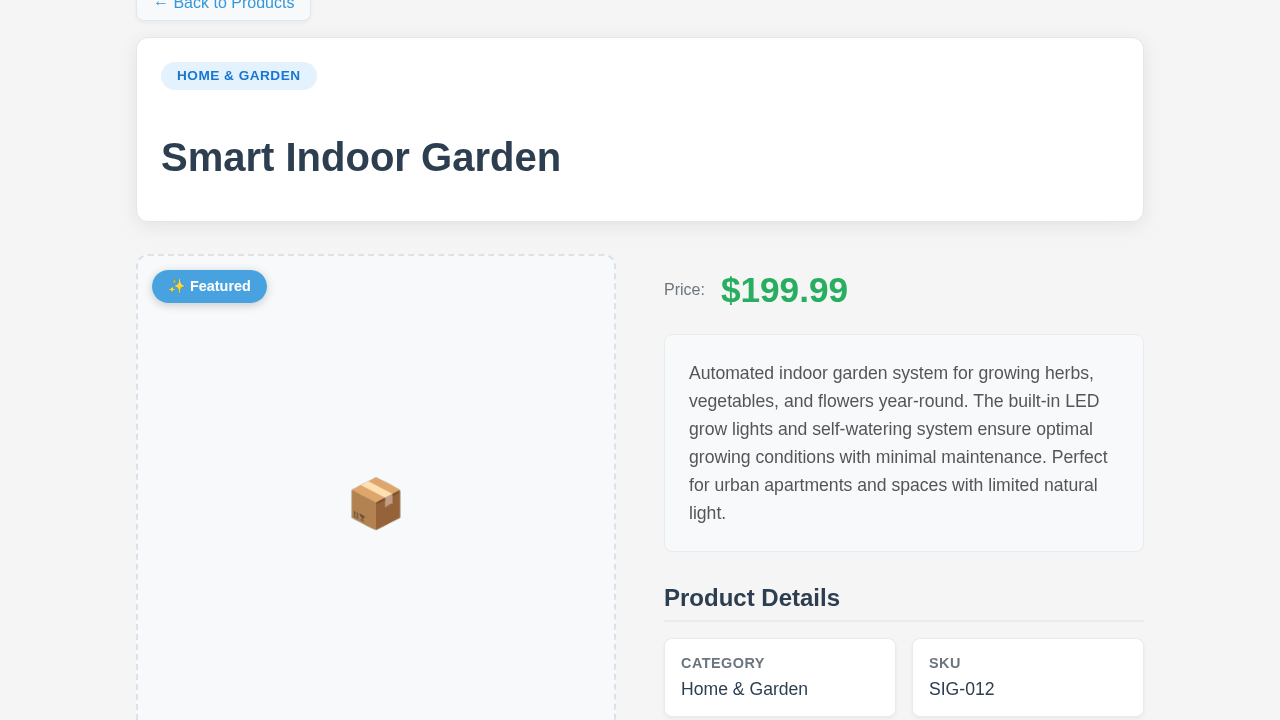 ← Back to Products
HOME & GARDEN
Smart Indoor Garden
✨ Featured
Price: $199.99
Automated indoor garden system for growing herbs,
vegetables, and flowers year-round. The built-in LED
grow lights and self-watering system ensure optimal
growing conditions with minimal maintenance. Perfect
for urban apartments and spaces with limited natural
light.
Product Details
CATEGORY
Home & Garden
SKU
SIG-012